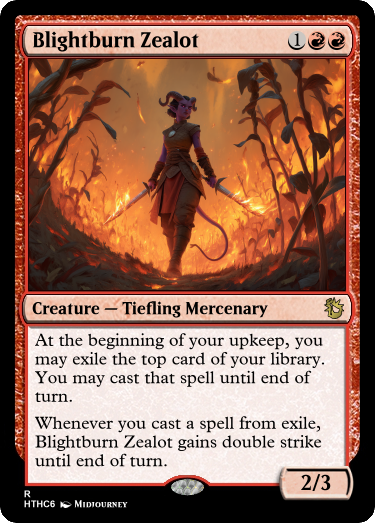 Blightburn Zealot 1
Creature — Tiefling Mercenary
At the beginning of your upkeep, you
may exile the top card of your library.
You may cast that spell until end of
turn.
Whenever you cast a spell from exile,
Blightburn Zealot gains double strike
until end of turn.
2/3
R
HTHC6 Midjourney